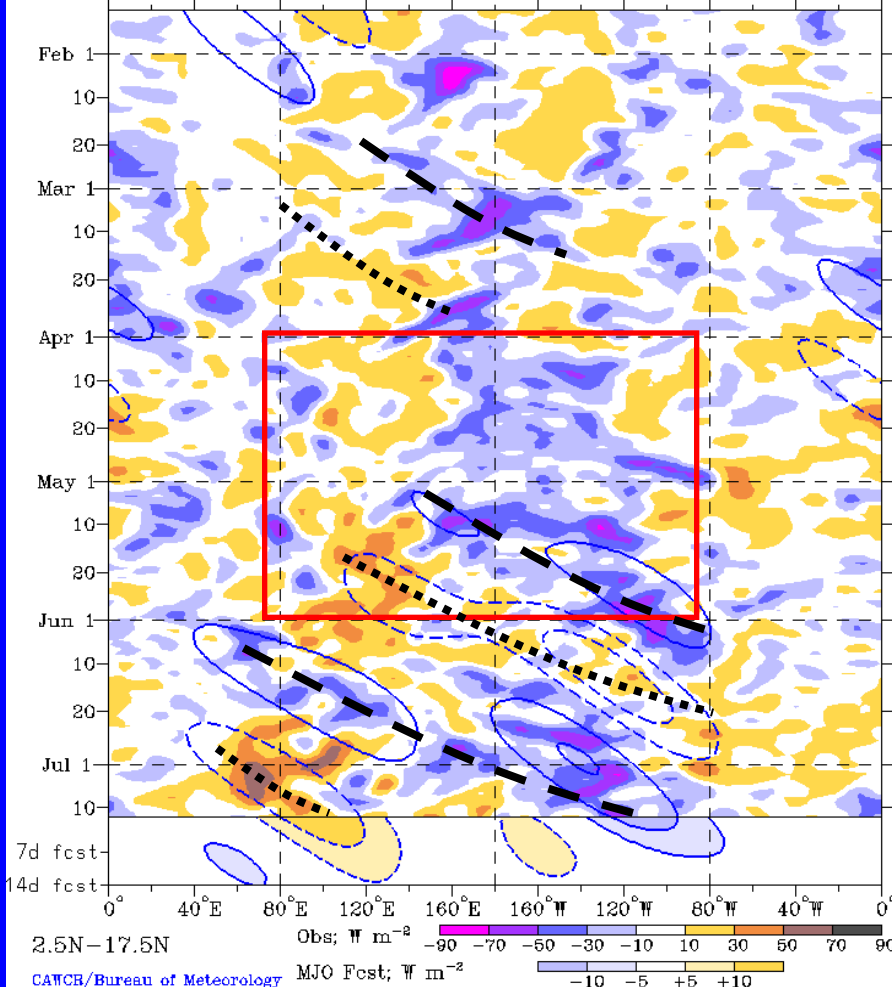 Feb 1
10
20
Mar 1
10
20
Apr 1
10
20
May 1
10
20
Jun 1
10
20
Jul 1
10
7d fcst
14d fcst
0° 40°E 80°E 120°E 160°E 160°W 120°W 80°W 40°W 0°
2.5N-17.5N
Obs; W m⁻²
-90 -70 -50 -30 -10 10 30 50 70 90
CAWCR/Bureau of Meteorology
MJO Fcst; W m⁻²
-10 -5 +5 +10